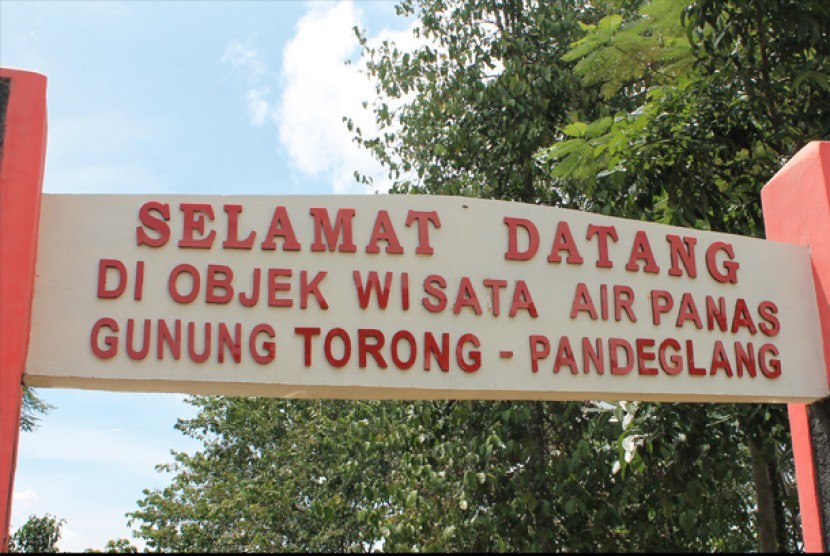 SELAMAT DATANG
DI OBJEK WISATA AIR PANAS
GUNUNG TORONG - PANDEGLANG